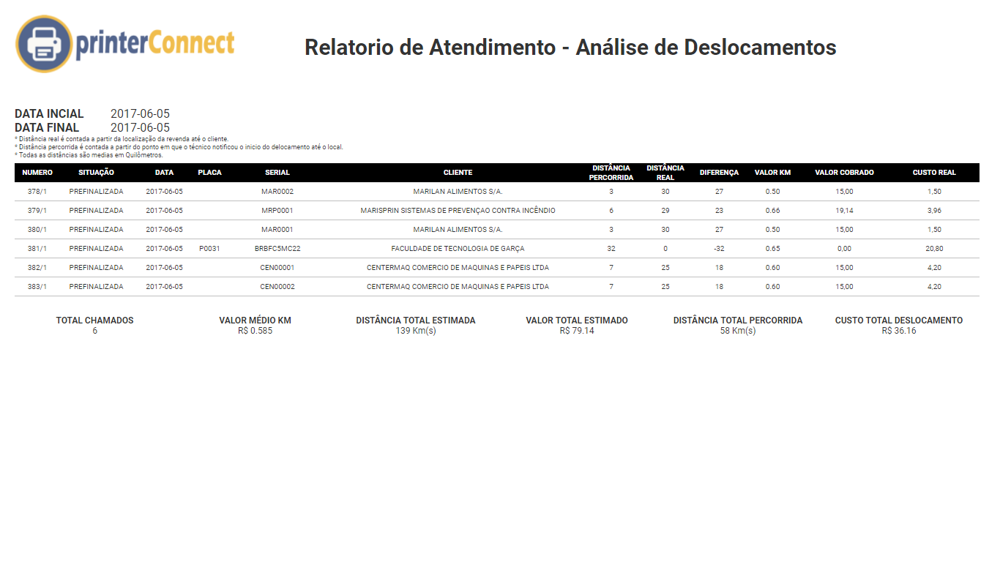 printerConnect
Relatorio de Atendimento - Análise de Deslocamentos
DATA INCIAL 2017-06-05
DATA FINAL 2017-06-05
* Distância real é contada a partir da localização da revenda até o cliente.
* Distância percorrida é contada a partir do ponto em que o técnico notificou o inicio do delocamento até o local.
* Todas as distâncias são medias em Quilômetros.
NUMERO SITUAÇÃO DATA PLACA SERIAL CLIENTE DISTÂNCIA PERCORRIDA DISTÂNCIA REAL DIFERENÇA VALOR KM VALOR COBRADO CUSTO REAL
378/1 PREFINALIZADA 2017-06-05 MAR0002 MARILAN ALIMENTOS S/A. 3 30 27 0.50 15,00 1,50
379/1 PREFINALIZADA 2017-06-05 MRP0001 MARISPRIN SISTEMAS DE PREVENÇAO CONTRA INCÊNDIO 6 29 23 0.66 19,14 3,96
380/1 PREFINALIZADA 2017-06-05 MAR0001 MARILAN ALIMENTOS S/A. 3 30 27 0.50 15,00 1,50
381/1 PREFINALIZADA 2017-06-05 P0031 BRBFC5MC22 FACULDADE DE TECNOLOGIA DE GARÇA 32 0 -32 0.65 0,00 20,80
382/1 PREFINALIZADA 2017-06-05 CEN00001 CENTERMAQ COMERCIO DE MAQUINAS E PAPEIS LTDA 7 25 18 0.60 15,00 4,20
383/1 PREFINALIZADA 2017-06-05 CEN00002 CENTERMAQ COMERCIO DE MAQUINAS E PAPEIS LTDA 7 25 18 0.60 15,00 4,20
TOTAL CHAMADOS VALOR MÉDIO KM DISTÂNCIA TOTAL ESTIMADA VALOR TOTAL ESTIMADO DISTÂNCIA TOTAL PERCORRIDA CUSTO TOTAL DESLOCAMENTO
6 R$ 0.585 139 Km(s) R$ 79.14 58 Km(s) R$ 36.16